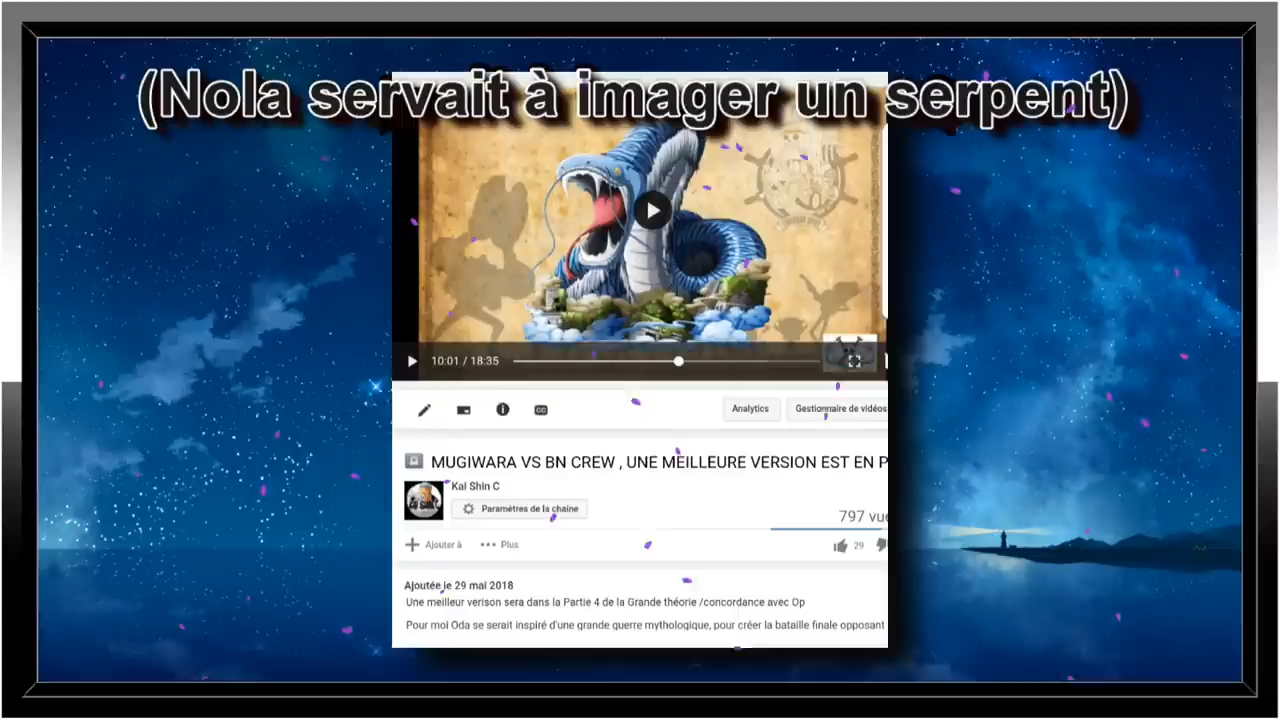 (Nola servait à imager un serpent)
10:01 / 18:35
CC
Analytics
Gestionnaire de vidéos
MUGIWARA VS BN CREW , UNE MEILLEURE VERSION EST EN P
Kai Shin C
Paramètres de la chaîne
797 vue
Ajouter à
Plus
29
Ajoutée le 29 mai 2018
Une meilleur verison sera dans la Partie 4 de la Grande théorie /concordance avec Op
Pour moi Oda se serait inspiré d'une grande guerre mythologique, pour créer la bataille finale opposant